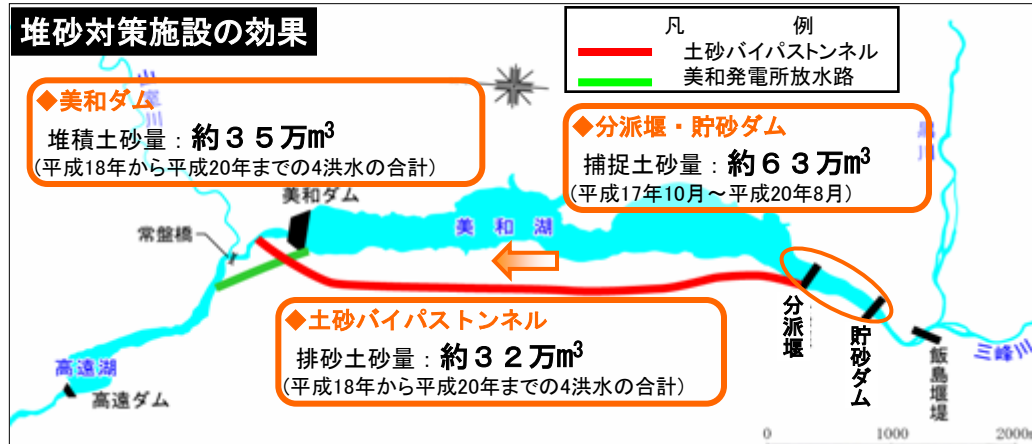 堆砂対策施設の効果
凡 例
土砂バイパストンネル
美和発電所放水路
◆美和ダム
堆積土砂量:約35万m³
(平成18年から平成20年までの4洪水の合計)
◆分派堰・貯砂ダム
捕捉土砂量:約63万m³
(平成17年10月~平成20年8月)
美和ダム
常盤橋
美 和 湖
分派堰
貯砂ダム
飯島堰堤
三峰川
◆土砂バイパストンネル
排砂土砂量:約32万m³
(平成18年から平成20年までの4洪水の合計)
高遠湖
高遠ダム
0 1000 2000m